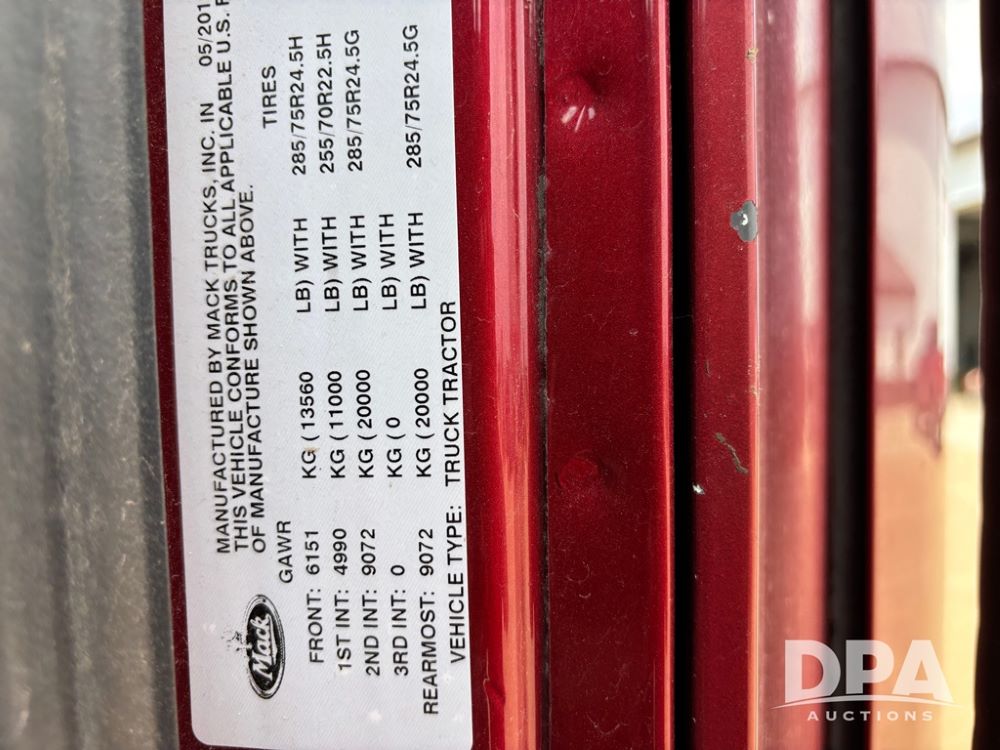 MANUFACTURED BY MACK TRUCKS, INC. IN 05/201
THIS VEHICLE CONFORMS TO ALL APPLICABLE U.S.
OF MANUFACTURE SHOWN ABOVE.
Mack
GAWR TIRES
FRONT: 6151 KG (13560 LB) WITH 285/75R24.5H
1ST INT: 4990 KG (11000 LB) WITH 255/70R22.5H
2ND INT: 9072 KG (20000 LB) WITH 285/75R24.5G
3RD INT: 0 KG (0 LB) WITH
REARMOST: 9072 KG (20000 LB) WITH 285/75R24.5G
VEHICLE TYPE: TRUCK TRACTOR
DPA
AUCTIONS